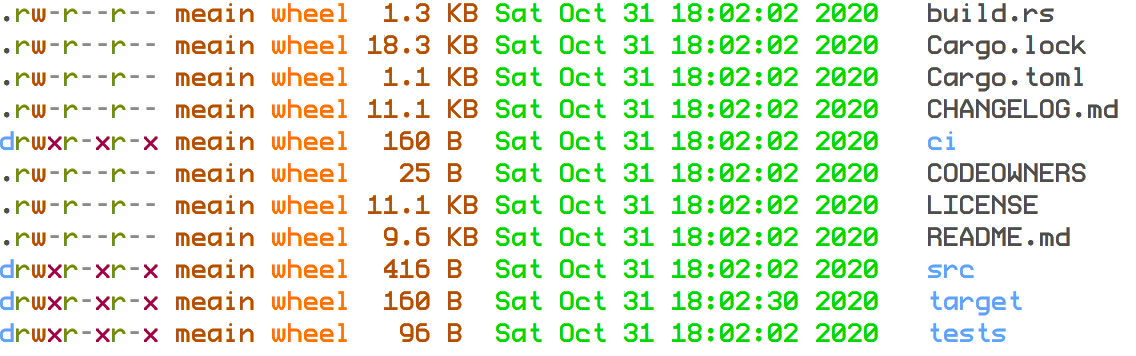 .rw-r--r-- meain wheel  1.3 KB Sat Oct 31 18:02:02 2020   build.rs
.rw-r--r-- meain wheel 18.3 KB Sat Oct 31 18:02:02 2020   Cargo.lock
.rw-r--r-- meain wheel  1.1 KB Sat Oct 31 18:02:02 2020   Cargo.toml
.rw-r--r-- meain wheel 11.1 KB Sat Oct 31 18:02:02 2020   CHANGELOG.md
drwxr-xr-x meain wheel  160 B  Sat Oct 31 18:02:02 2020   ci
.rw-r--r-- meain wheel   25 B  Sat Oct 31 18:02:02 2020   CODEOWNERS
.rw-r--r-- meain wheel 11.1 KB Sat Oct 31 18:02:02 2020   LICENSE
.rw-r--r-- meain wheel  9.6 KB Sat Oct 31 18:02:02 2020   README.md
drwxr-xr-x meain wheel  416 B  Sat Oct 31 18:02:02 2020   src
drwxr-xr-x meain wheel  160 B  Sat Oct 31 18:02:30 2020   target
drwxr-xr-x meain wheel   96 B  Sat Oct 31 18:02:02 2020   tests